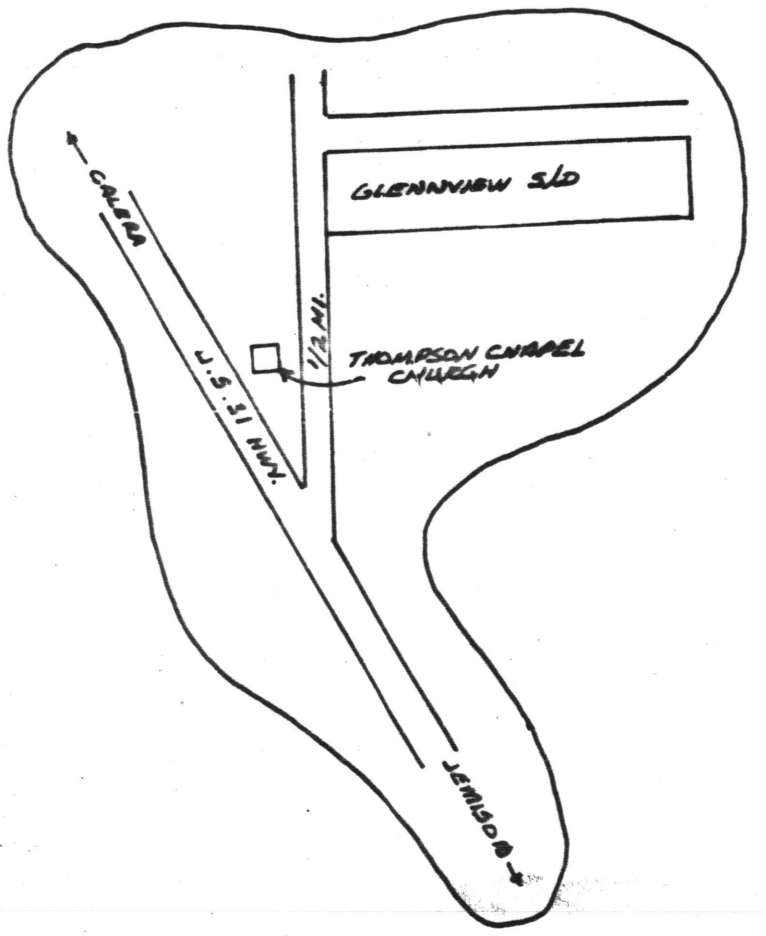 CALERA
GLENNVIEW S/D
1/2 MI.
THOMPSON CHAPEL
CHURCH
U.S. 31 HWY.
JEMISON